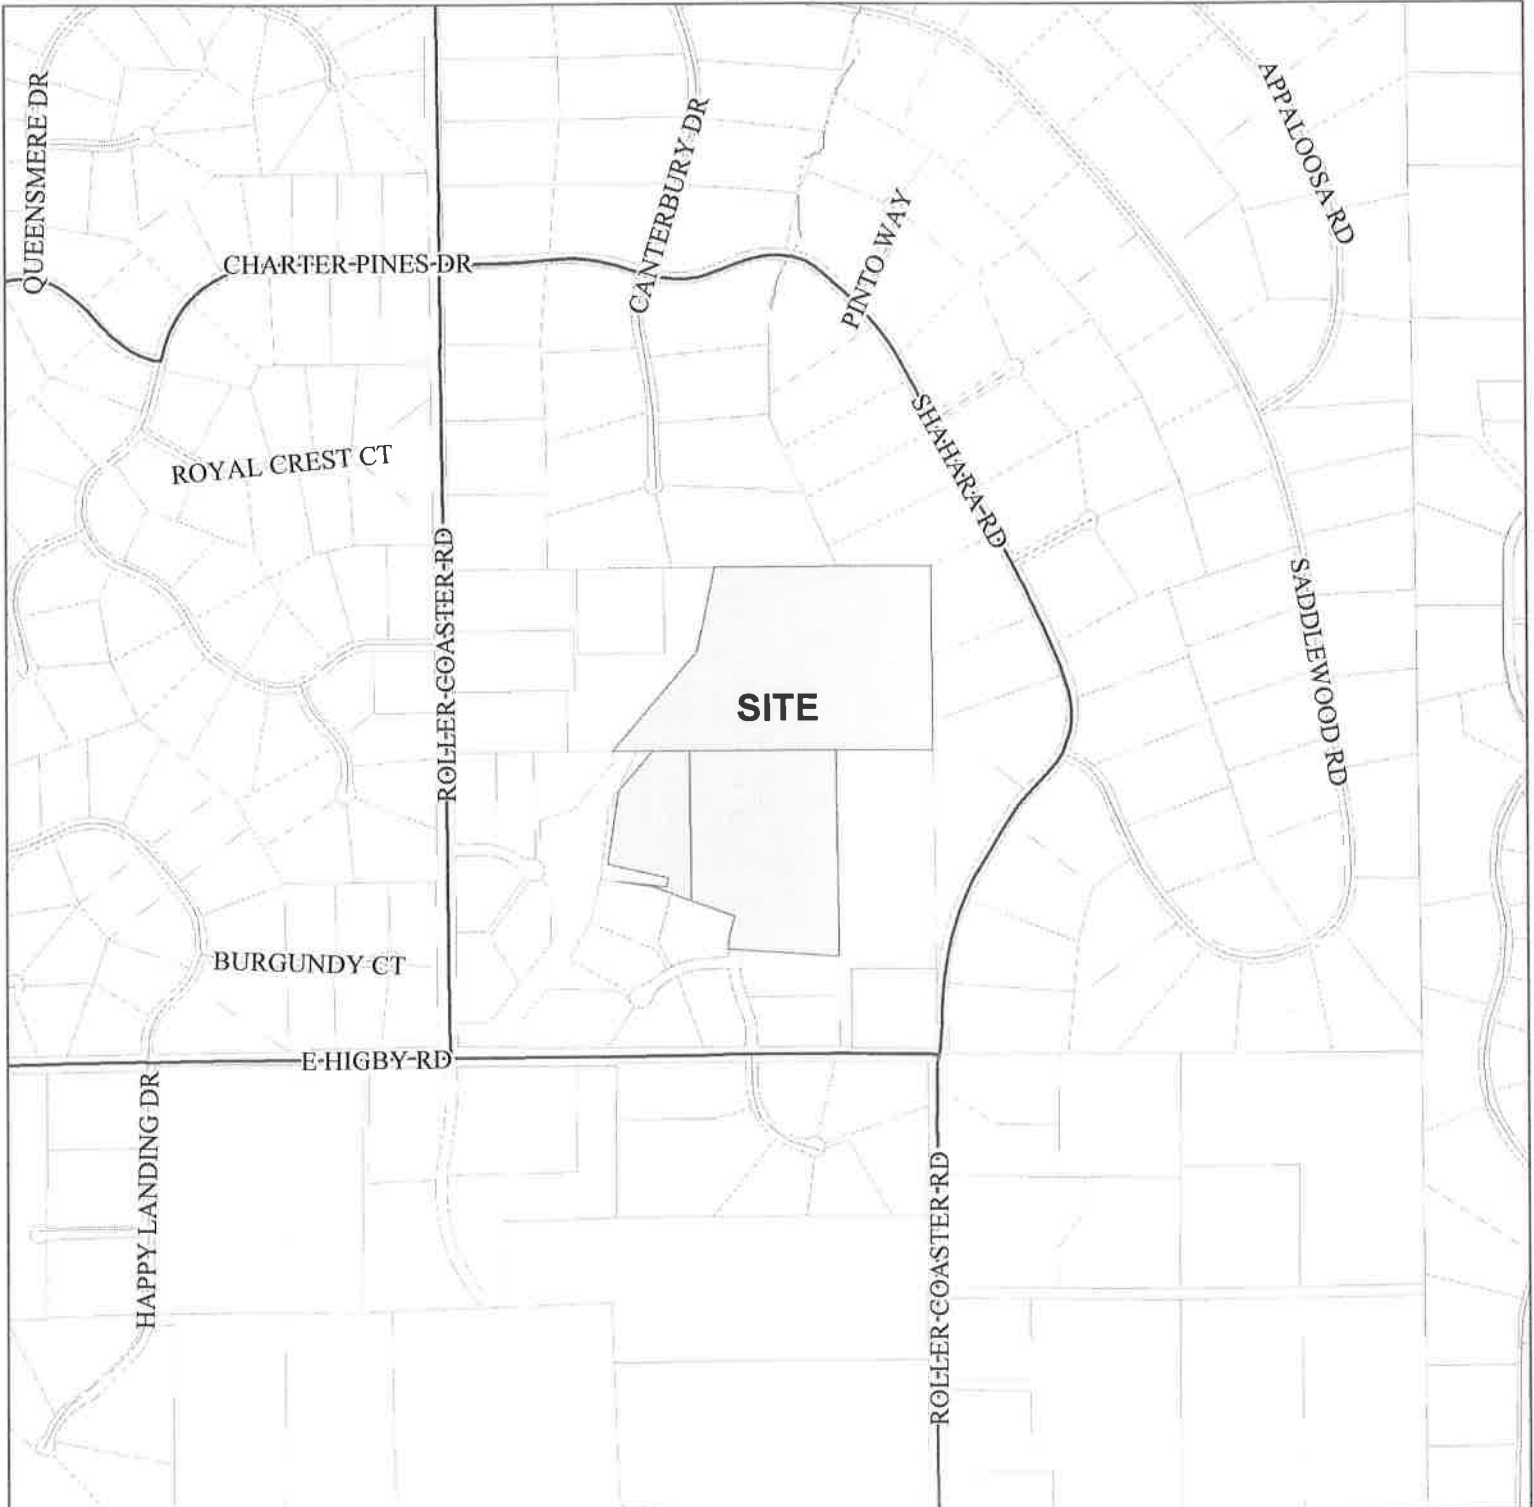 QUEENSMERE DR
APPALOOSA RD
CANTERBURY DR
PINTO WAY
CHARTER PINES DR
SHAHARA RD
ROYAL CREST CT
ROLLER COASTER RD
SADDLEWOOD RD
SITE
BURGUNDY CT
E HIGBY RD
HAPPY LANDING DR
ROLLER COASTER RD